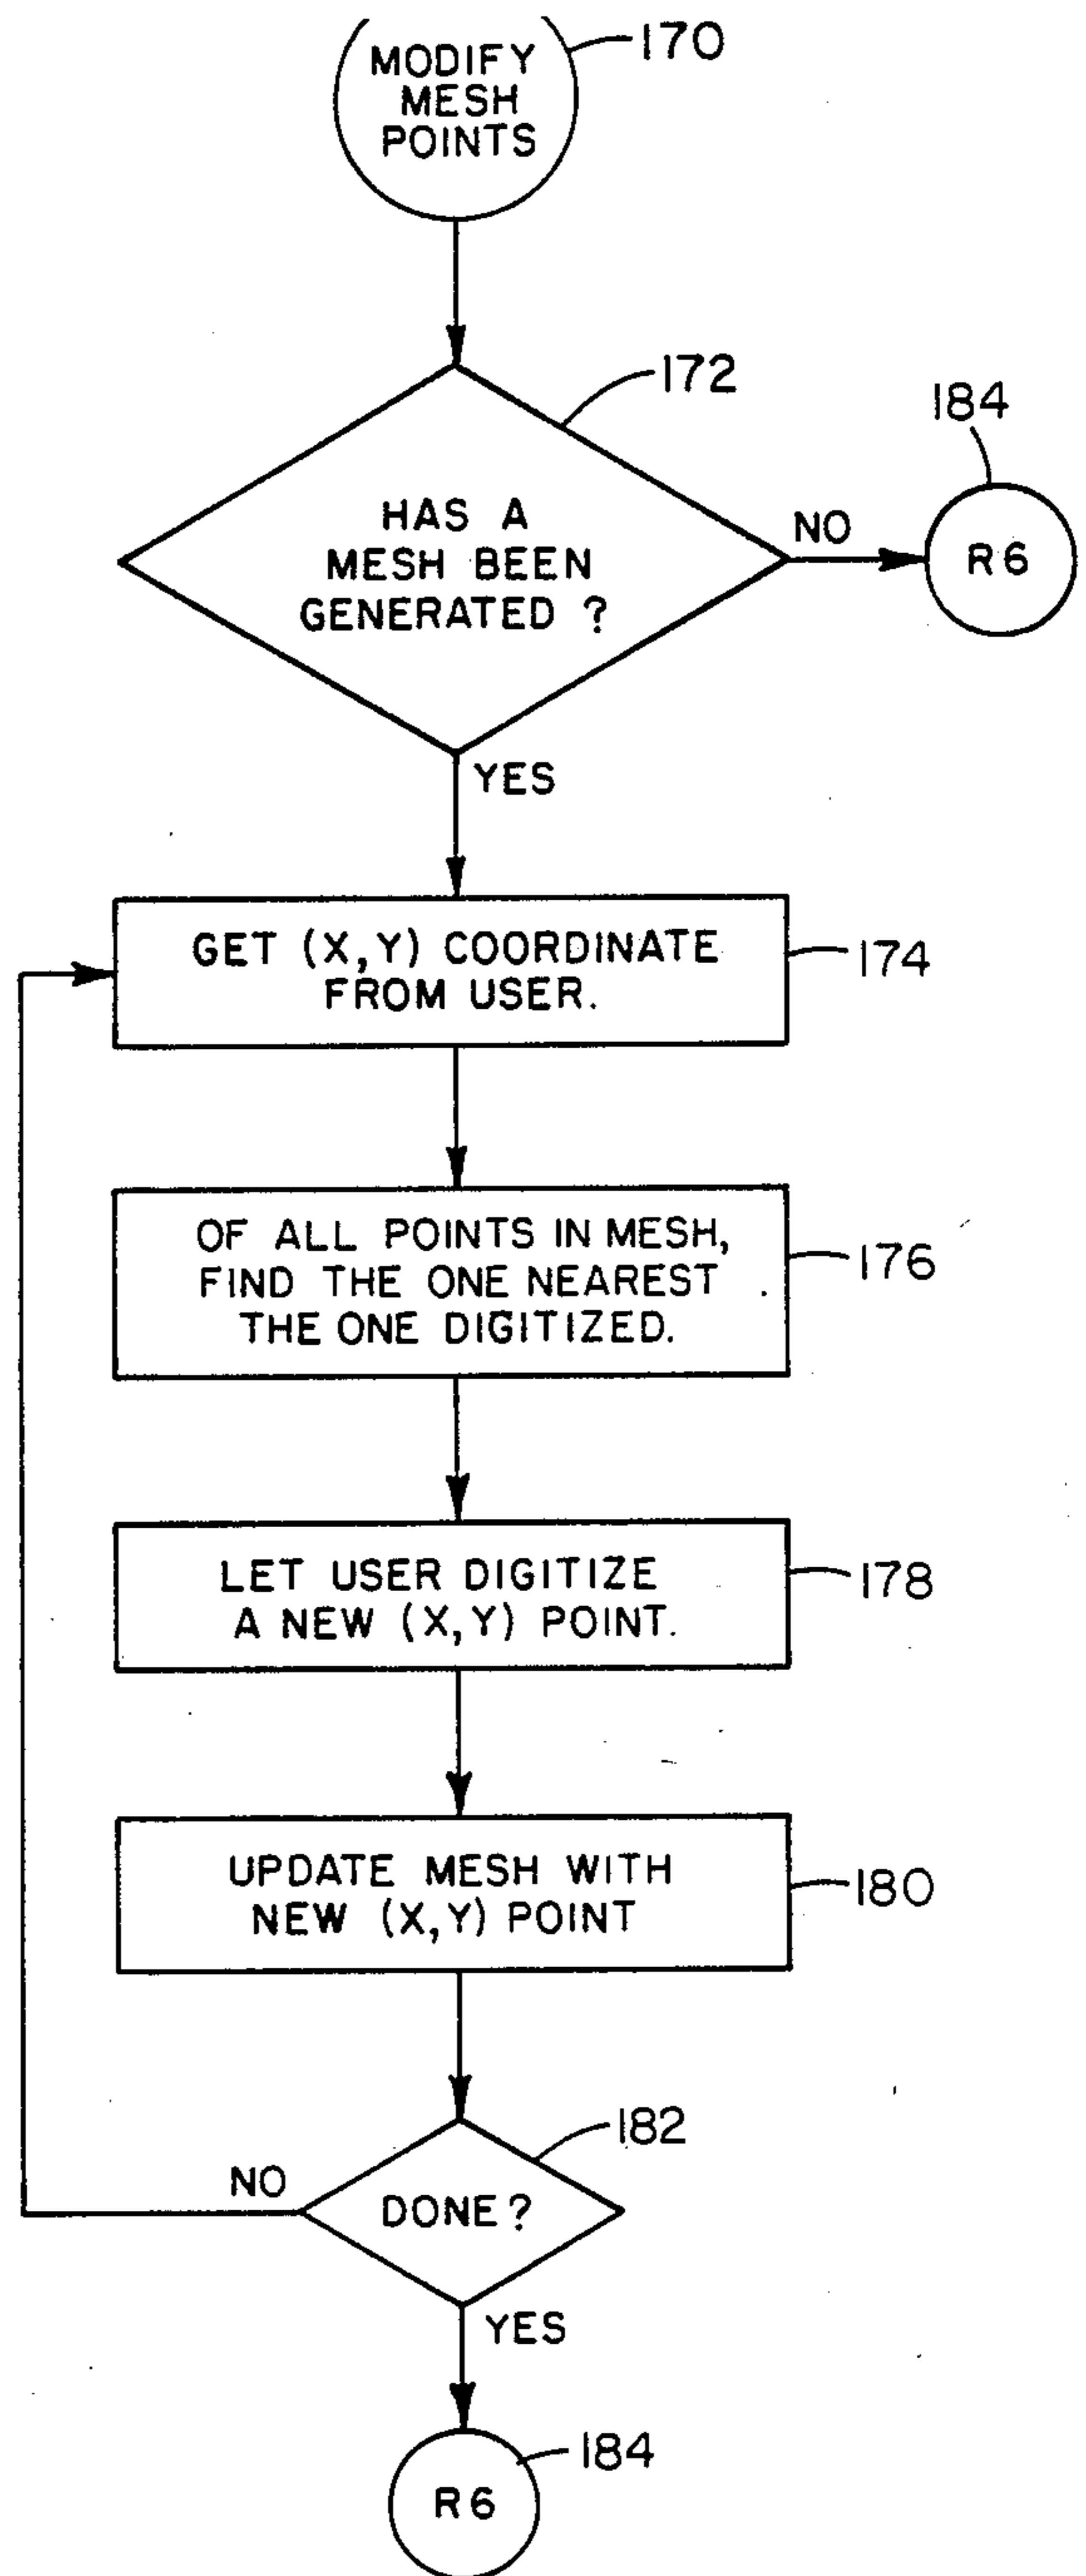 MODIFY
MESH
POINTS
170
172
HAS A
MESH BEEN
GENERATED ?
NO
184
R6
YES
GET (X,Y) COORDINATE
FROM USER.
174
OF ALL POINTS IN MESH,
FIND THE ONE NEAREST
THE ONE DIGITIZED.
176
LET USER DIGITIZE
A NEW (X,Y) POINT.
178
UPDATE MESH WITH
NEW (X,Y) POINT
180
182
NO
DONE?
YES
184
R6